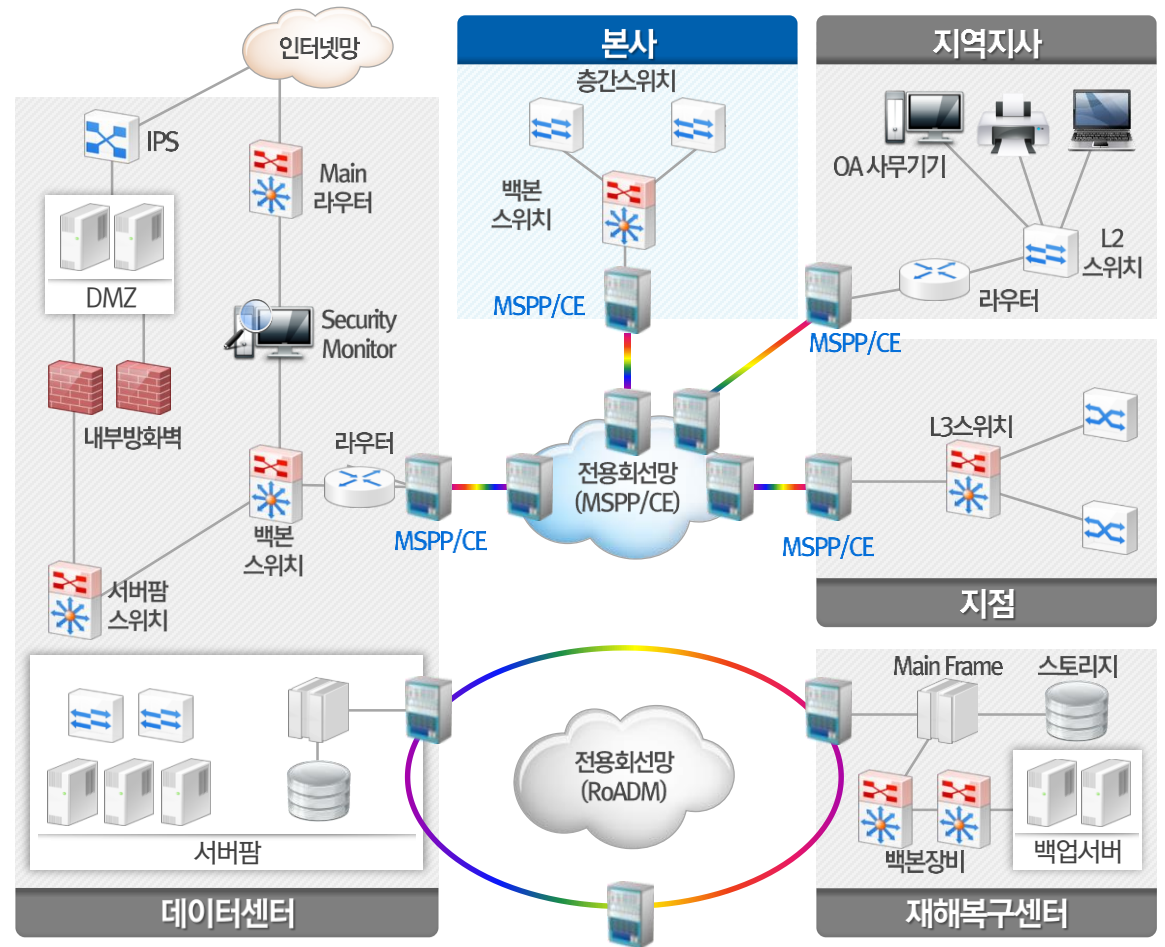 인터넷망
IPS
Main
라우터
DMZ
Security
Monitor
내부방화벽
라우터
MSPP/CE
백본
스위치
서버팜
스위치
서버팜
데이터센터
본사
층간스위치
백본
스위치
MSPP/CE
지역지사
OA 사무기기
L2
스위치
라우터
MSPP/CE
전용회선망
(MSPP/CE)
L3스위치
MSPP/CE
지점
전용회선망
(RoADM)
Main Frame
스토리지
백본장비
백업서버
재해복구센터